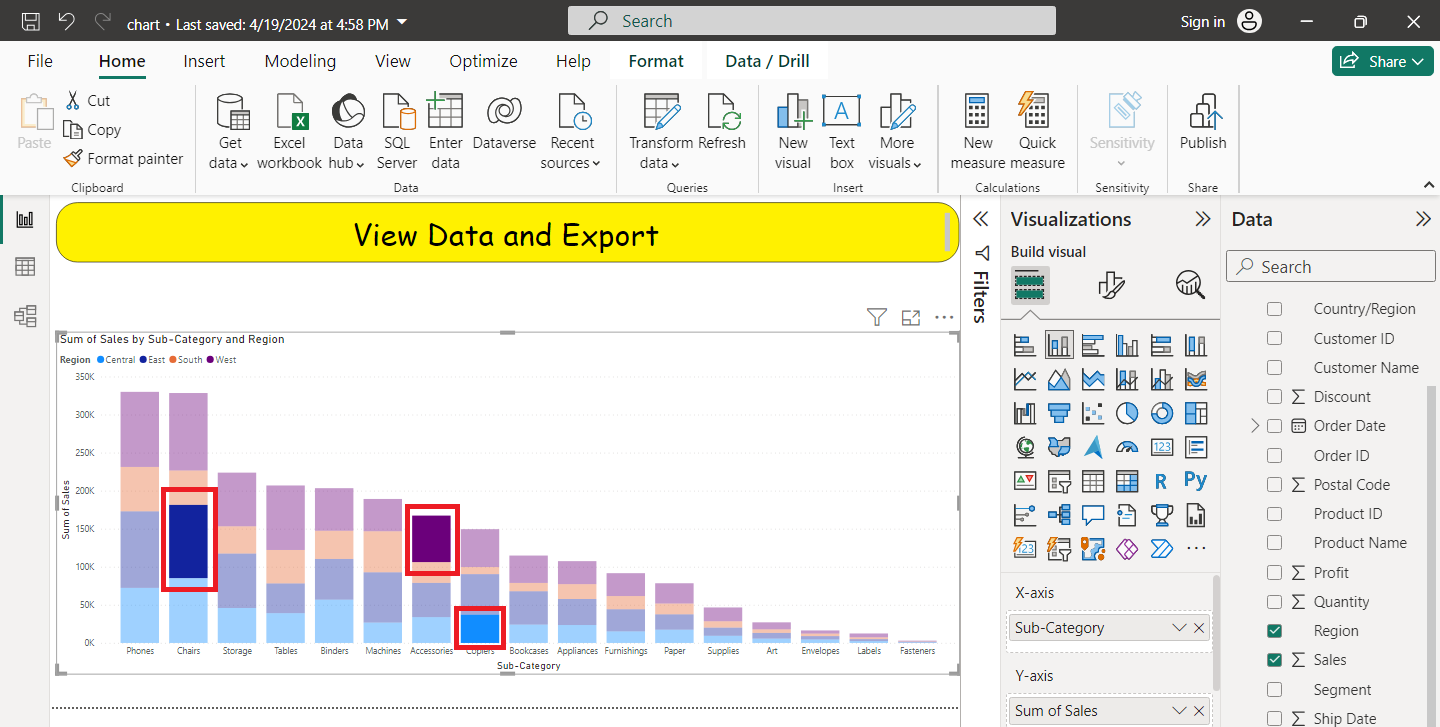 chart • Last saved: 4/19/2024 at 4:58 PM
Search
Sign in
File Home Insert Modeling View Optimize Help Format Data / Drill
Share
Paste
Cut
Copy
Format painter
Clipboard
Get data
Excel workbook
Data hub
SQL Server
Enter data
Dataverse
Recent sources
Data
Transform data
Refresh
Queries
New visual
Text box
More visuals
Insert
New measure
Quick measure
Calculations
Sensitivity
Sensitivity
Publish
Share
View Data and Export
Sum of Sales by Sub-Category and Region
Region Central East South West
Sum of Sales
350K
300K
250K
200K
150K
100K
50K
0K
Phones Chairs Storage Tables Binders Machines Accessories Copiers Bookcases Appliances Furnishings Paper Supplies Art Envelopes Labels Fasteners
Sub-Category
Filters
Visualizations
Build visual
123
R
Py
123
X-axis
Sub-Category
Y-axis
Sum of Sales
Data
Search
Country/Region
Customer ID
Customer Name
Discount
Order Date
Order ID
Postal Code
Product ID
Product Name
Profit
Quantity
Region
Sales
Segment
Ship Date